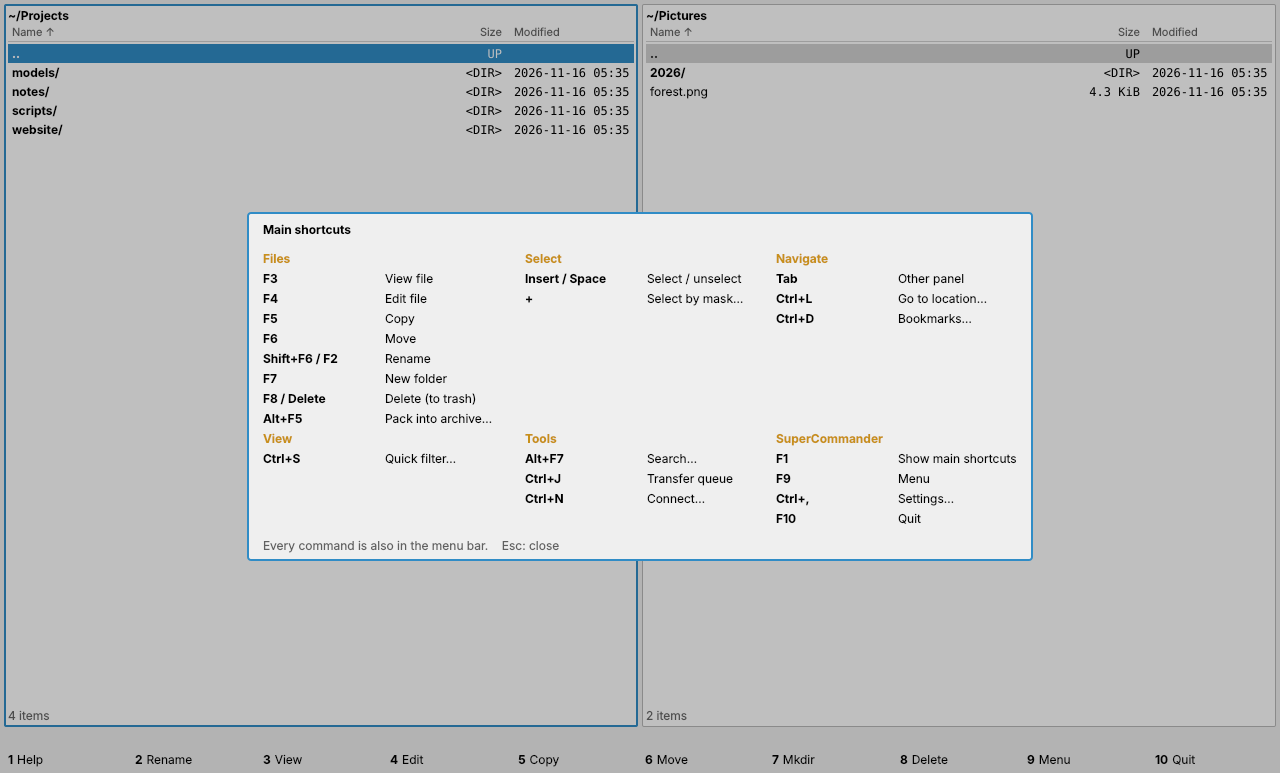 ~/Projects
Name ↑ Size Modified
.. UP
models/ <DIR> 2026-11-16 05:35
notes/ <DIR> 2026-11-16 05:35
scripts/ <DIR> 2026-11-16 05:35
website/ <DIR> 2026-11-16 05:35
4 items
~/Pictures
Name ↑ Size Modified
.. UP
2026/ <DIR> 2026-11-16 05:35
forest.png 4.3 KiB 2026-11-16 05:35
2 items
Main shortcuts
Files
F3 View file
F4 Edit file
F5 Copy
F6 Move
Shift+F6 / F2 Rename
F7 New folder
F8 / Delete Delete (to trash)
Alt+F5 Pack into archive...
Select
Insert / Space Select / unselect
+ Select by mask...
Navigate
Tab Other panel
Ctrl+L Go to location...
Ctrl+D Bookmarks...
View
Ctrl+S Quick filter...
Tools
Alt+F7 Search...
Ctrl+J Transfer queue
Ctrl+N Connect...
SuperCommander
F1 Show main shortcuts
F9 Menu
Ctrl+, Settings...
F10 Quit
Every command is also in the menu bar. Esc: close
1 Help 2 Rename 3 View 4 Edit 5 Copy 6 Move 7 Mkdir 8 Delete 9 Menu 10 Quit